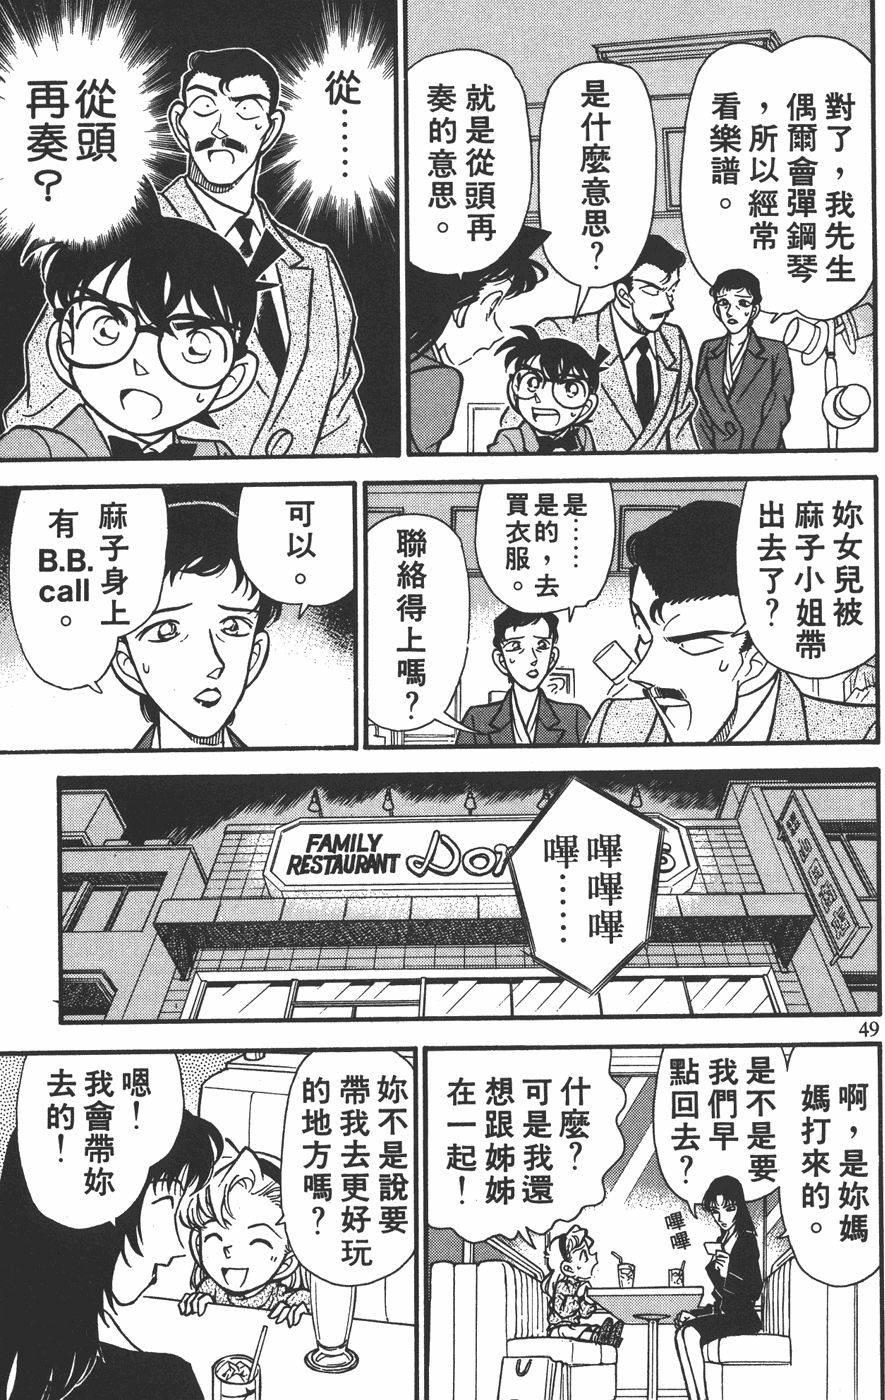 對了，我先生
偶爾會彈鋼琴
，所以經常
看樂譜。
是什麼意思？
就是從頭再
奏的意思。
從……
從頭
再奏？
妳女兒被
麻子小姐帶
出去了？
是……
是的，去
買衣服。
聯絡得上嗎？
可以。
麻子身上
有
B.B.
call
。
FAMILY
RESTAURANT
嗶嗶嗶
嗶……
49
啊，是妳媽
媽打來的。
是不是要
我們早
點回去？
嗶嗶
什麼？
可是我還
想跟姊姊
在一起！
妳不是說要
帶我去更好玩
的地方嗎？
嗯！
我會帶妳
去的！